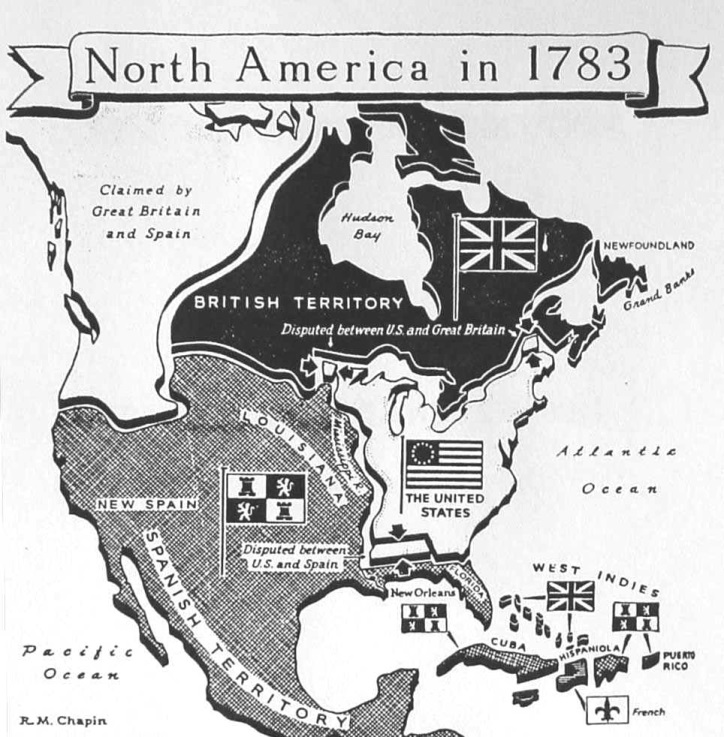 North America in 1783
Claimed by
Great Britain
and Spain
Hudson
Bay
NEWFOUNDLAND
Grand Banks
BRITISH TERRITORY
Disputed between U.S. and Great Britain
LOUISIANA
Mississippi R.
Atlantic
Ocean
NEW SPAIN
THE UNITED
STATES
SPANISH TERRITORY
Disputed between
U.S. and Spain
FLORIDA
WEST INDIES
New Orleans
Pacific
Ocean
CUBA
HISPANIOLA
PUERTO
RICO
French
R.M. Chapin